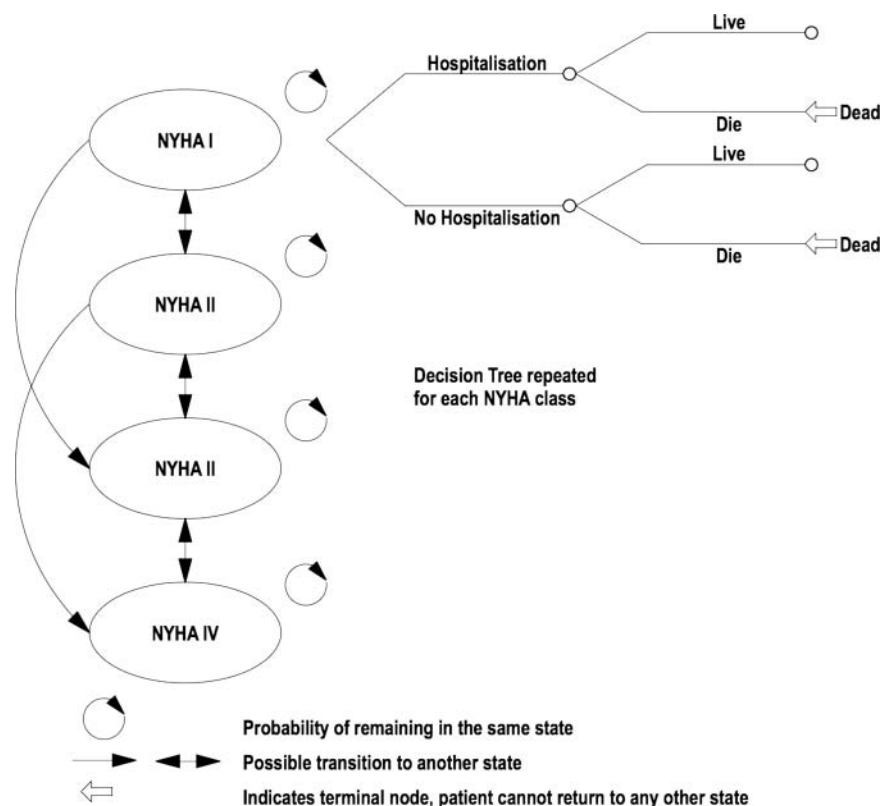 Live
Hospitalisation
Dead
Die
NYHA I
Live
No Hospitalisation
Dead
Die
NYHA II
Decision Tree repeated
for each NYHA class
NYHA II
NYHA IV
Probability of remaining in the same state
Possible transition to another state
Indicates terminal node, patient cannot return to any other state